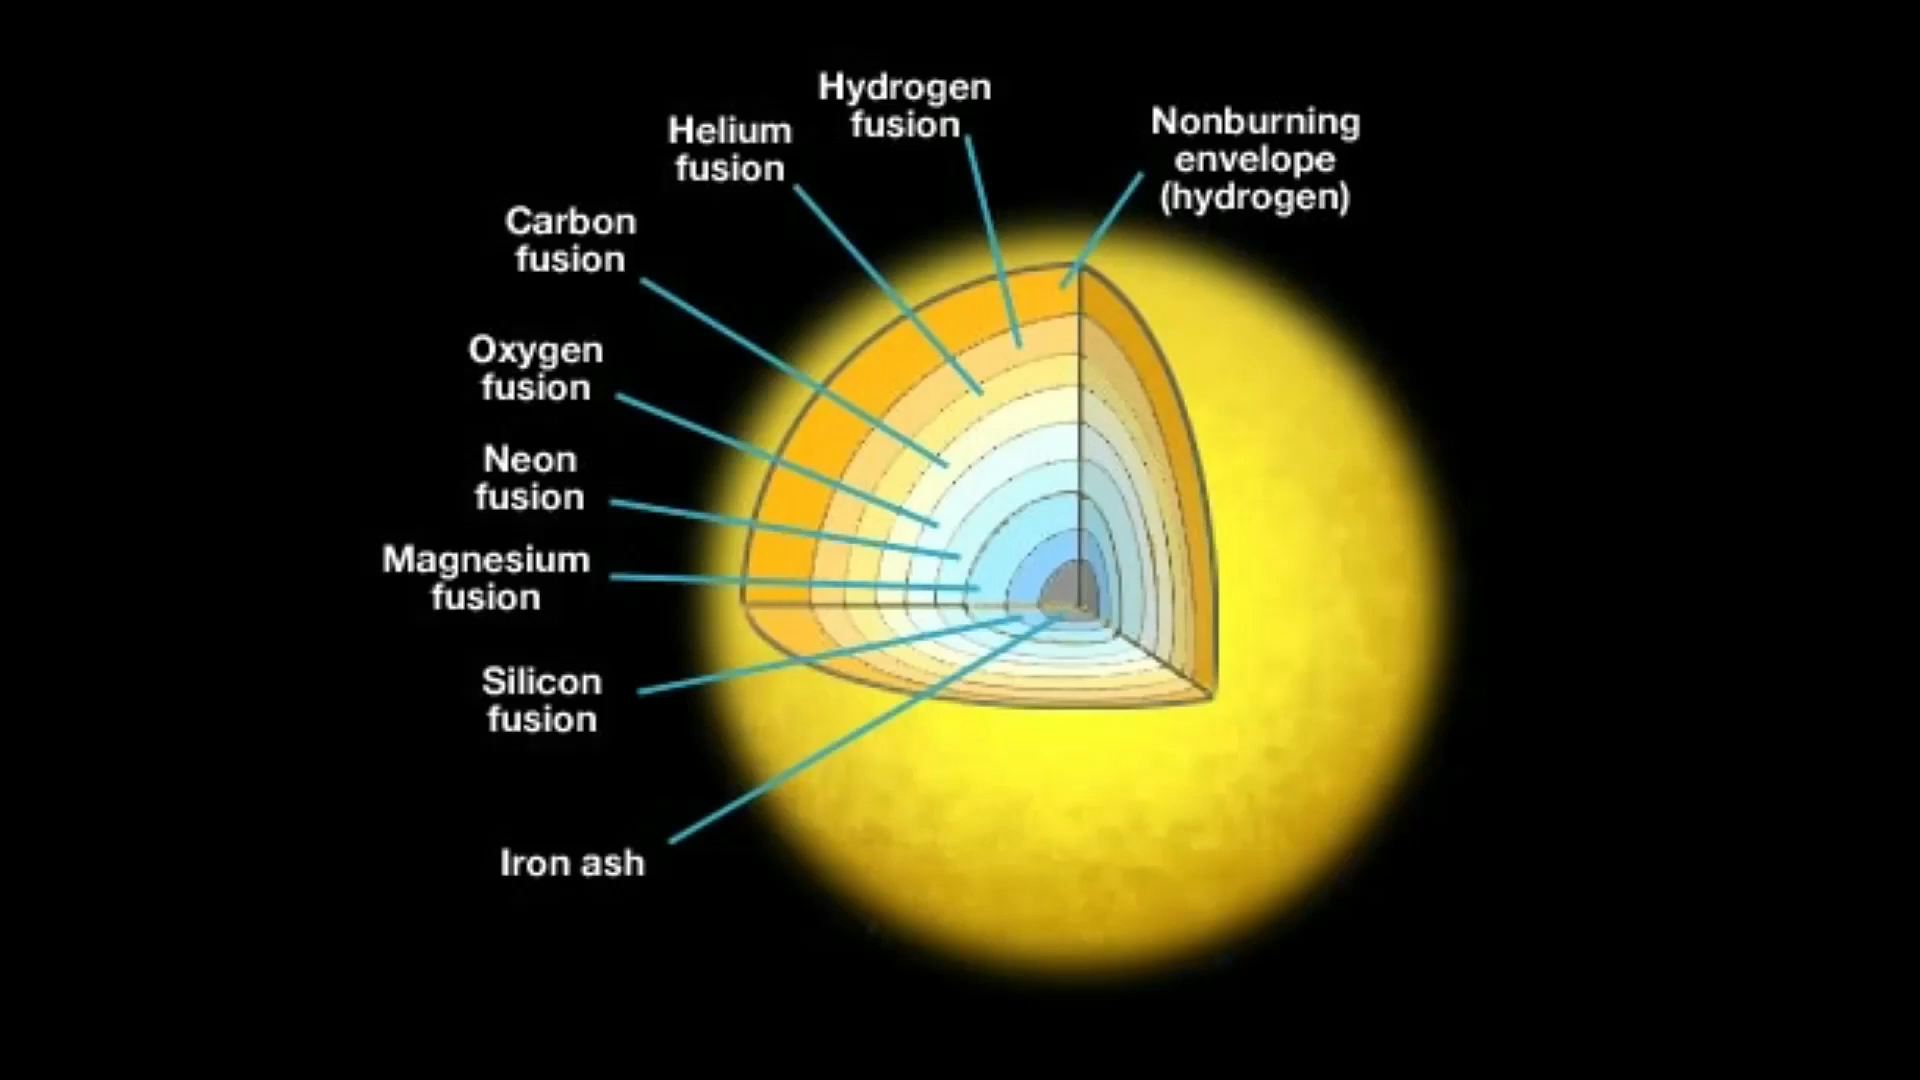 Hydrogen
fusion
Helium
fusion
Nonburning
envelope
(hydrogen)
Carbon
fusion
Oxygen
fusion
Neon
fusion
Magnesium
fusion
Silicon
fusion
Iron ash